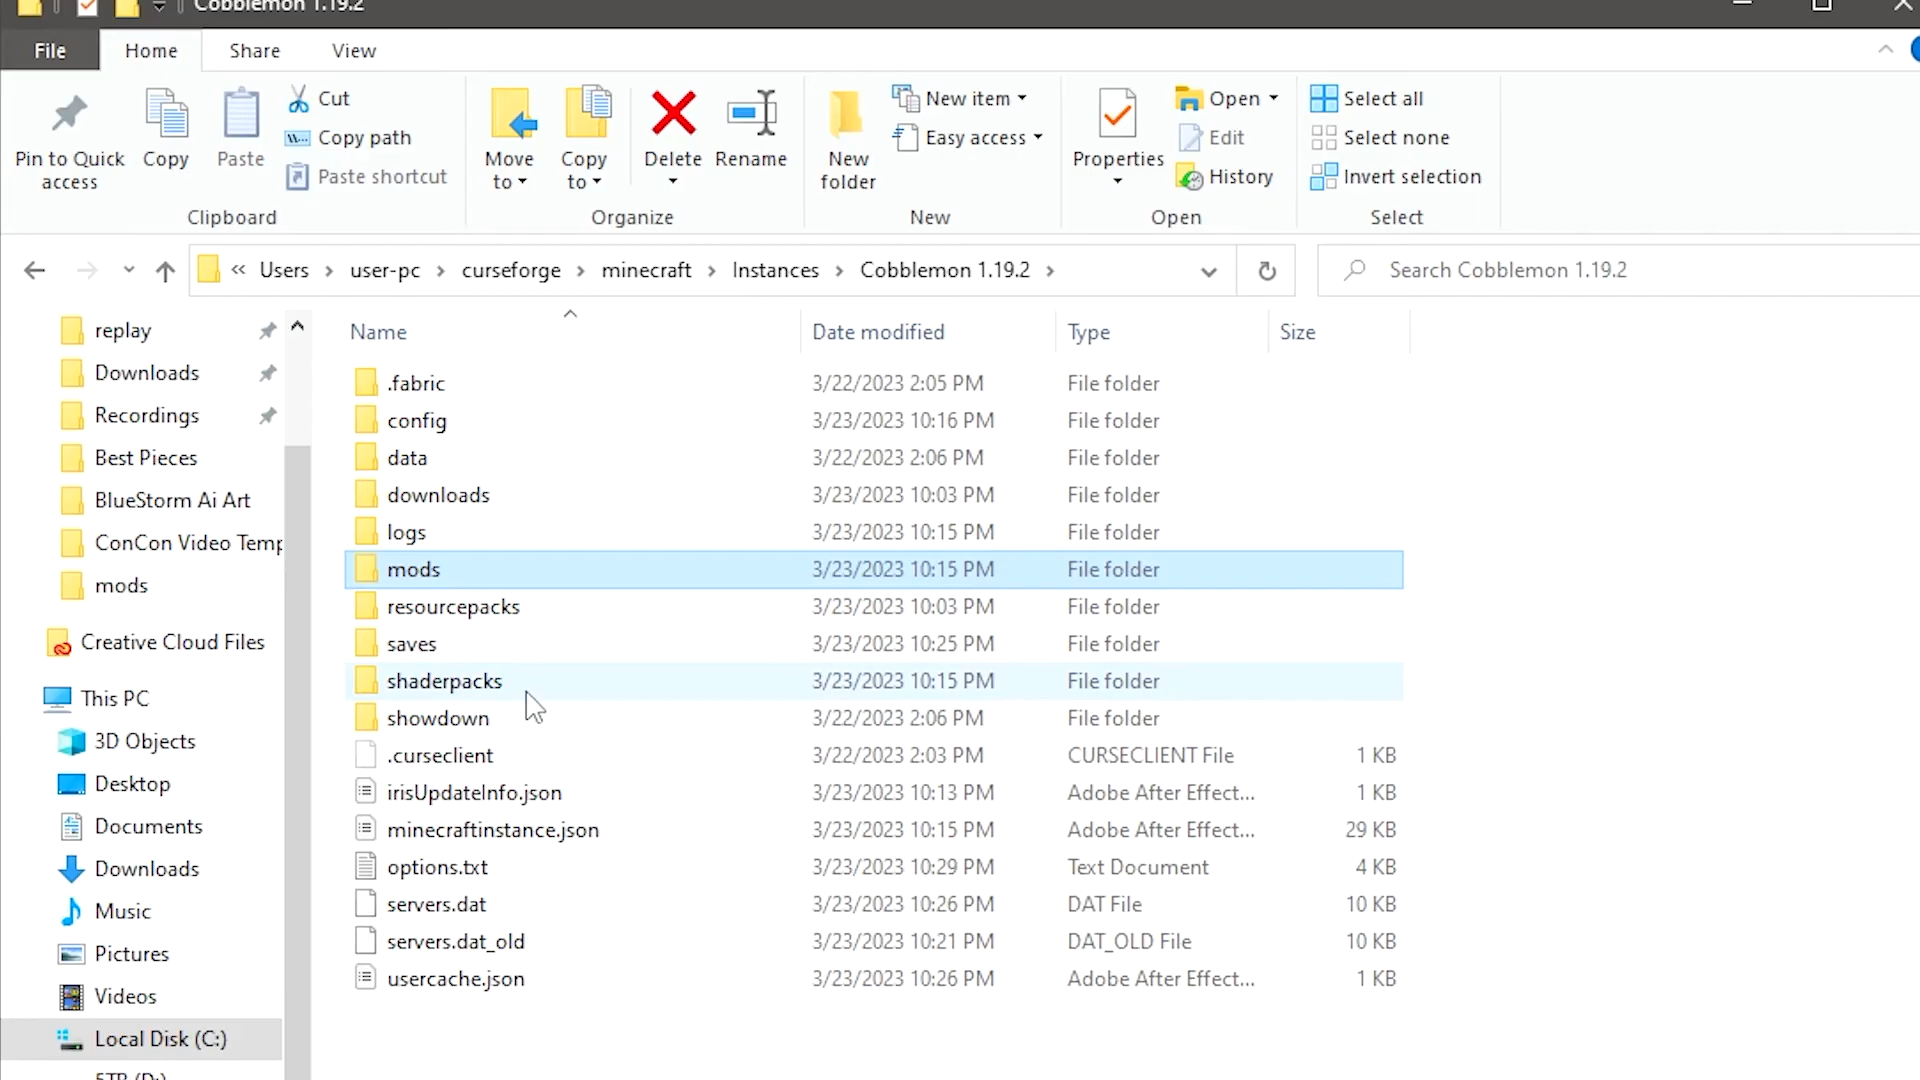 Cobblemon 1.19.2
File Home Share View
Pin to Quick access
Copy
Paste
Cut
Copy path
Paste shortcut
Clipboard
Move to
Copy to
Delete
Rename
Organize
New folder
New item
Easy access
New
Properties
Open
Edit
History
Open
Select all
Select none
Invert selection
Select
« Users › user-pc › curseforge › minecraft › Instances › Cobblemon 1.19.2 ›
Search Cobblemon 1.19.2
replay
Downloads
Recordings
Best Pieces
BlueStorm Ai Art
ConCon Video Temp
mods
Creative Cloud Files
This PC
3D Objects
Desktop
Documents
Downloads
Music
Pictures
Videos
Local Disk (C:)
5TB (D:)
Name Date modified Type Size
.fabric 3/22/2023 2:05 PM File folder
config 3/23/2023 10:16 PM File folder
data 3/22/2023 2:06 PM File folder
downloads 3/23/2023 10:03 PM File folder
logs 3/23/2023 10:15 PM File folder
mods 3/23/2023 10:15 PM File folder
resourcepacks 3/23/2023 10:03 PM File folder
saves 3/23/2023 10:25 PM File folder
shaderpacks 3/23/2023 10:15 PM File folder
showdown 3/22/2023 2:06 PM File folder
.curseclient 3/22/2023 2:03 PM CURSECLIENT File 1 KB
irisUpdateInfo.json 3/23/2023 10:13 PM Adobe After Effect... 1 KB
minecraftinstance.json 3/23/2023 10:15 PM Adobe After Effect... 29 KB
options.txt 3/23/2023 10:29 PM Text Document 4 KB
servers.dat 3/23/2023 10:26 PM DAT File 10 KB
servers.dat_old 3/23/2023 10:21 PM DAT_OLD File 10 KB
usercache.json 3/23/2023 10:26 PM Adobe After Effect... 1 KB